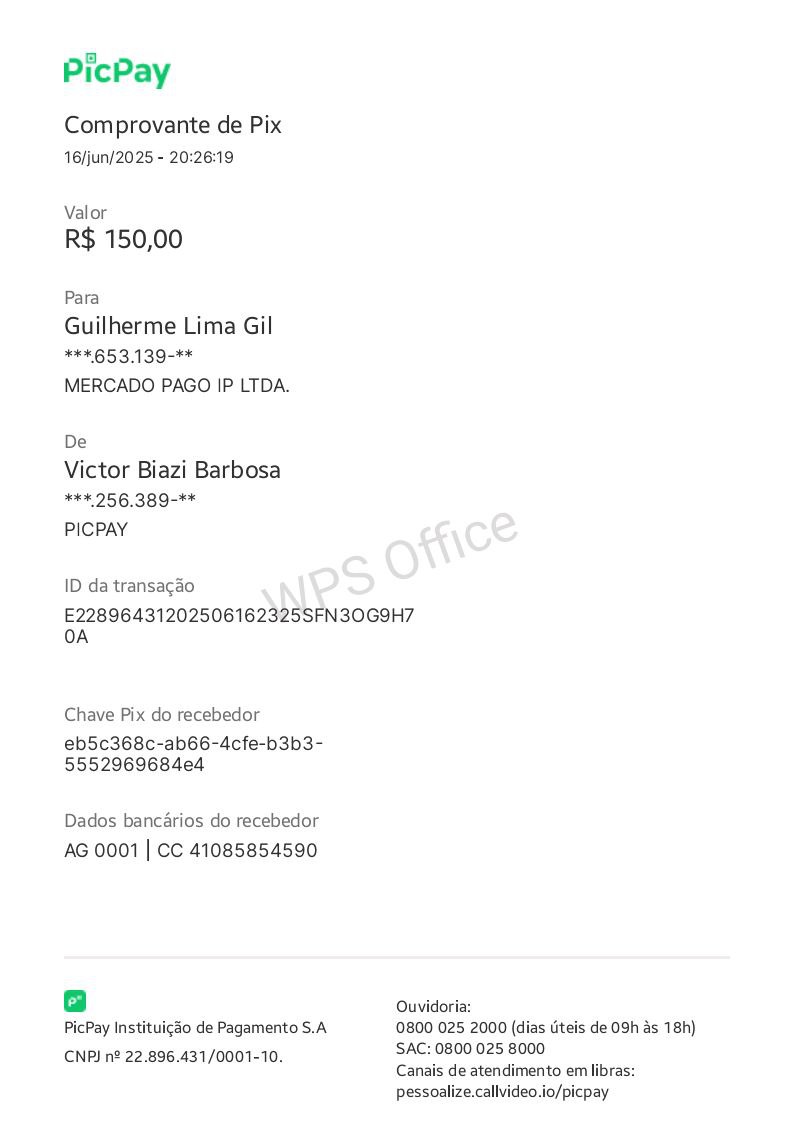 PicPay
Comprovante de Pix
16/jun/2025 - 20:26:19
Valor
R$ 150,00
Para
Guilherme Lima Gil
***.653.139-**
MERCADO PAGO IP LTDA.
De
Victor Biazi Barbosa
***.256.389-**
PICPAY
WPS Office
ID da transação
E22896431202506162325SFN3OG9H7
0A
Chave Pix do recebedor
eb5c368c-ab66-4cfe-b3b3-
5552969684e4
Dados bancários do recebedor
AG 0001 | CC 41085854590
PicPay Instituição de Pagamento S.A
CNPJ nº 22.896.431/0001-10.
Ouvidoria:
0800 025 2000 (dias úteis de 09h às 18h)
SAC: 0800 025 8000
Canais de atendimento em libras:
pessoalize.callvideo.io/picpay